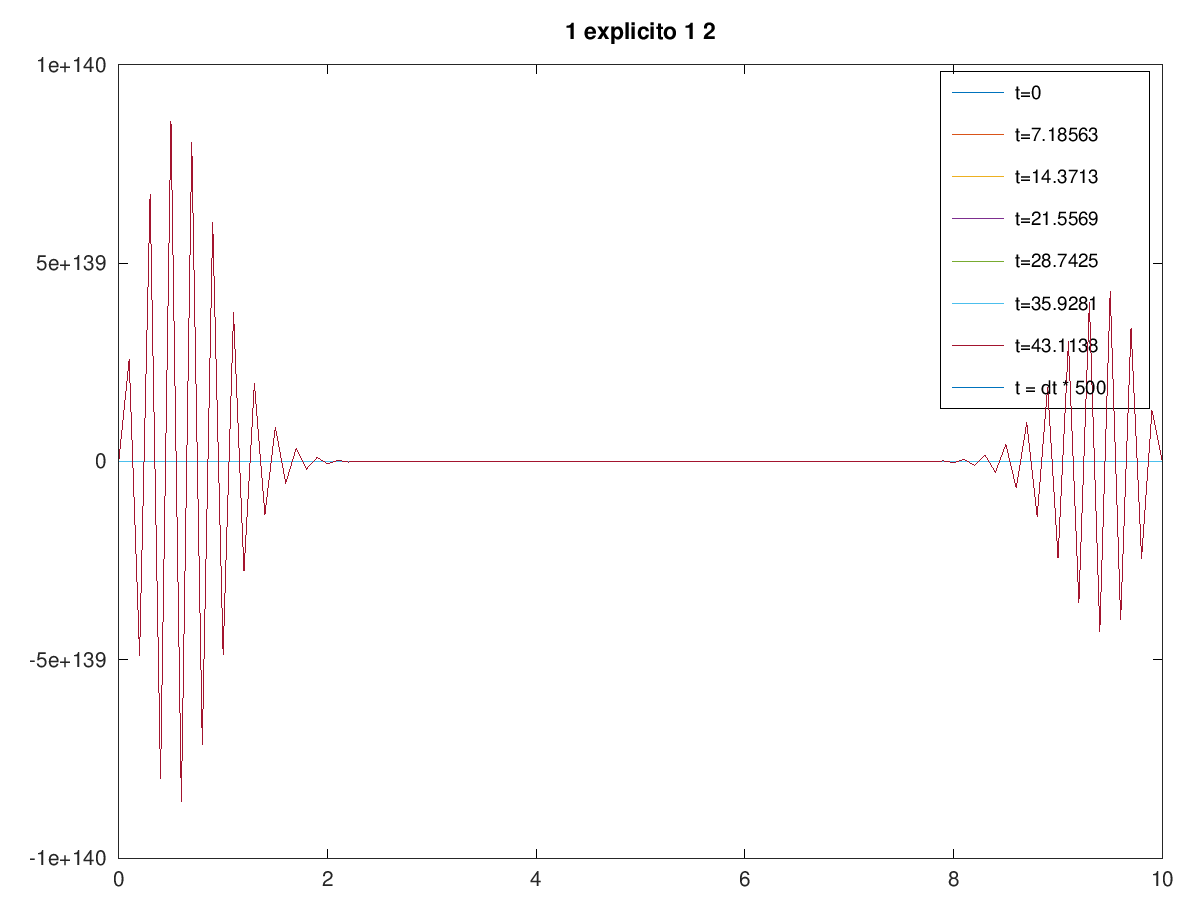 1 explicito 1 2
1e+140
5e+139
0
-5e+139
-1e+140
0
2
4
6
8
10
t=0
t=7.18563
t=14.3713
t=21.5569
t=28.7425
t=35.9281
t=43.1138
t = dt * 500